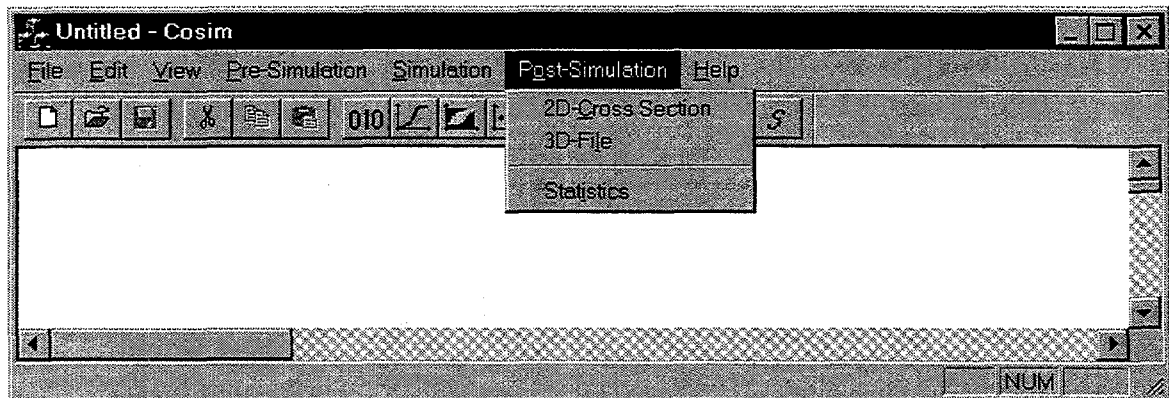 Untitled - Cosim
File Edit View Pre-Simulation Simulation Post-Simulation Help
010 S
2D-Cross Section
3D-File
Statistics
NUM